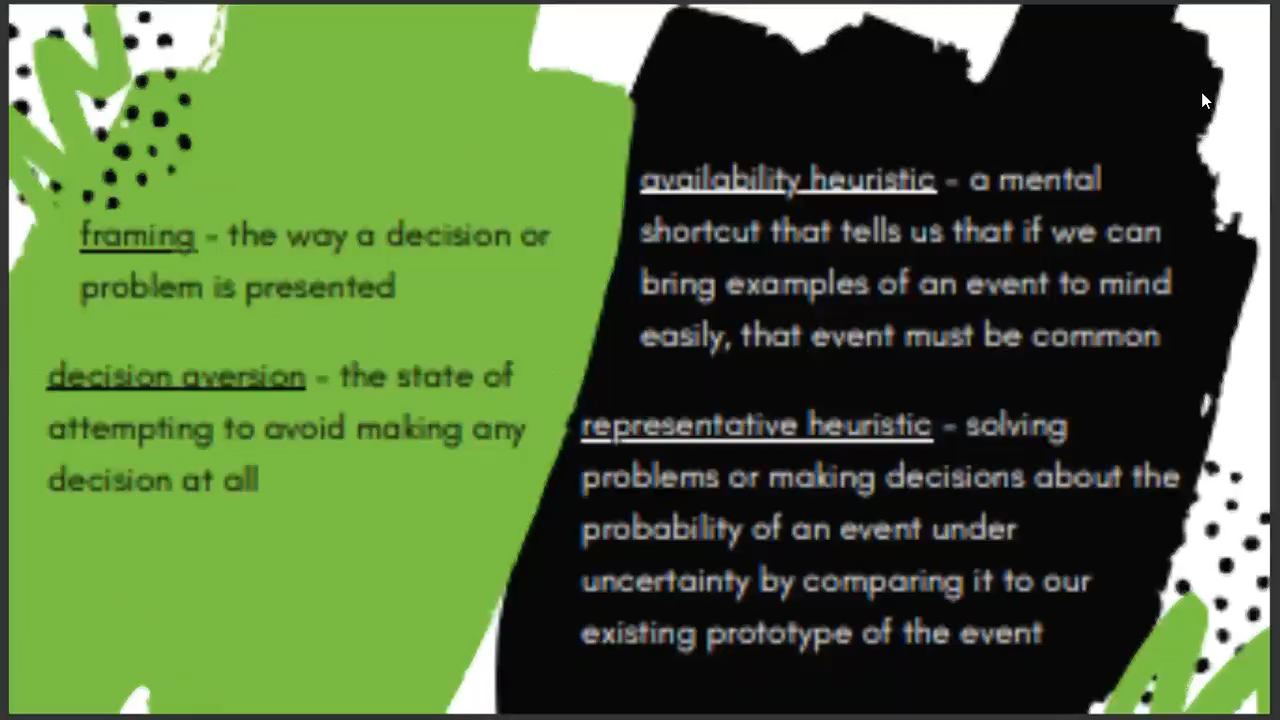 framing - the way a decision or
problem is presented
decision aversion - the state of
attempting to avoid making any
decision at all
availability heuristic - a mental
shortcut that tells us that if we can
bring examples of an event to mind
easily, that event must be common
representative heuristic - solving
problems or making decisions about the
probability of an event under
uncertainty by comparing it to our
existing prototype of the event